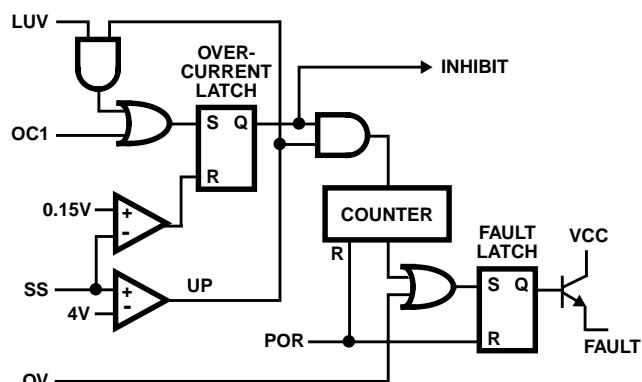 LUV
OVER-
CURRENT
LATCH
INHIBIT
S Q
OC1
R
0.15V
+
-
COUNTER
FAULT
LATCH
VCC
R
SS
+
-
UP
4V
S Q
POR
R
FAULT
OV